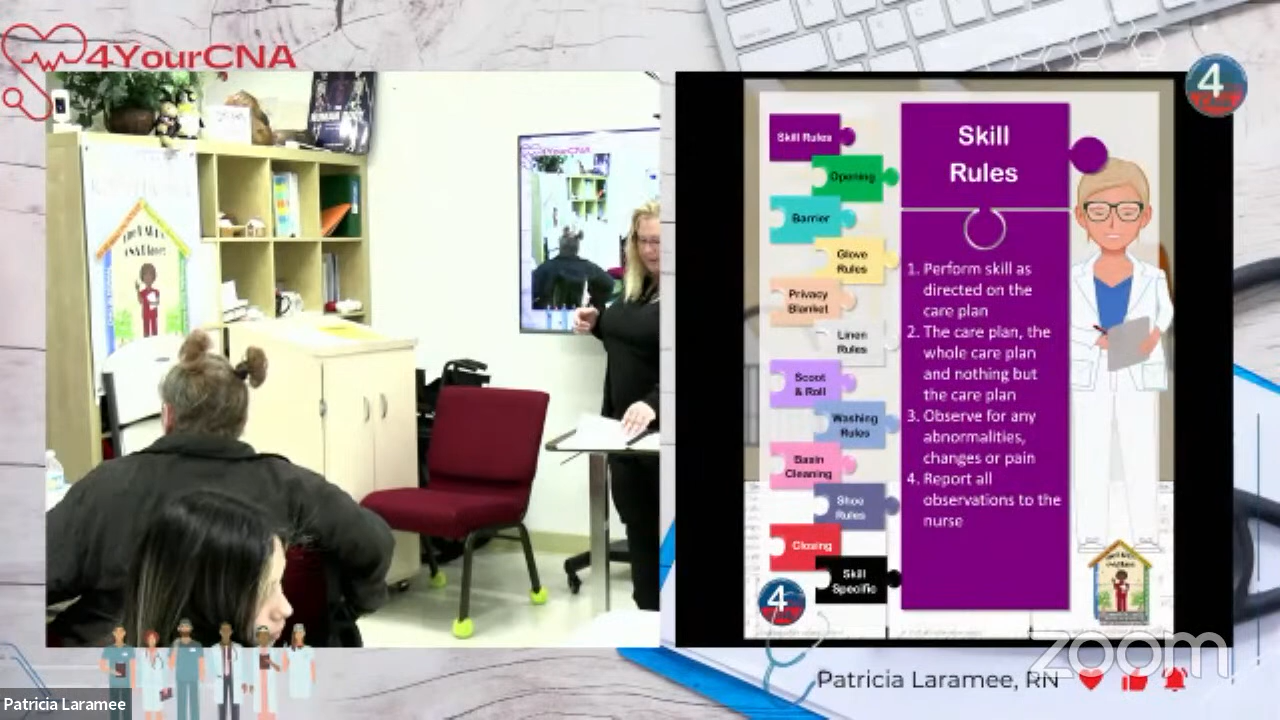 4YourCNA
4YourCNA
4
Skill Rules
Opening
Barrier
Glove
Rules
Privacy
Blanket
Linen
Rules
Scoot
& Roll
Washing
Rules
Basin
Cleaning
Shoe
Rules
Closing
Skill
Specific
4
Skill
Rules
1. Perform skill as
directed on the
care plan
2. The care plan, the
whole care plan
and nothing but
the care plan
3. Observe for any
abnormalities,
changes or pain
4. Report all
observations to the
nurse
zoom
Patricia Laramee, RN
Patricia Laramee